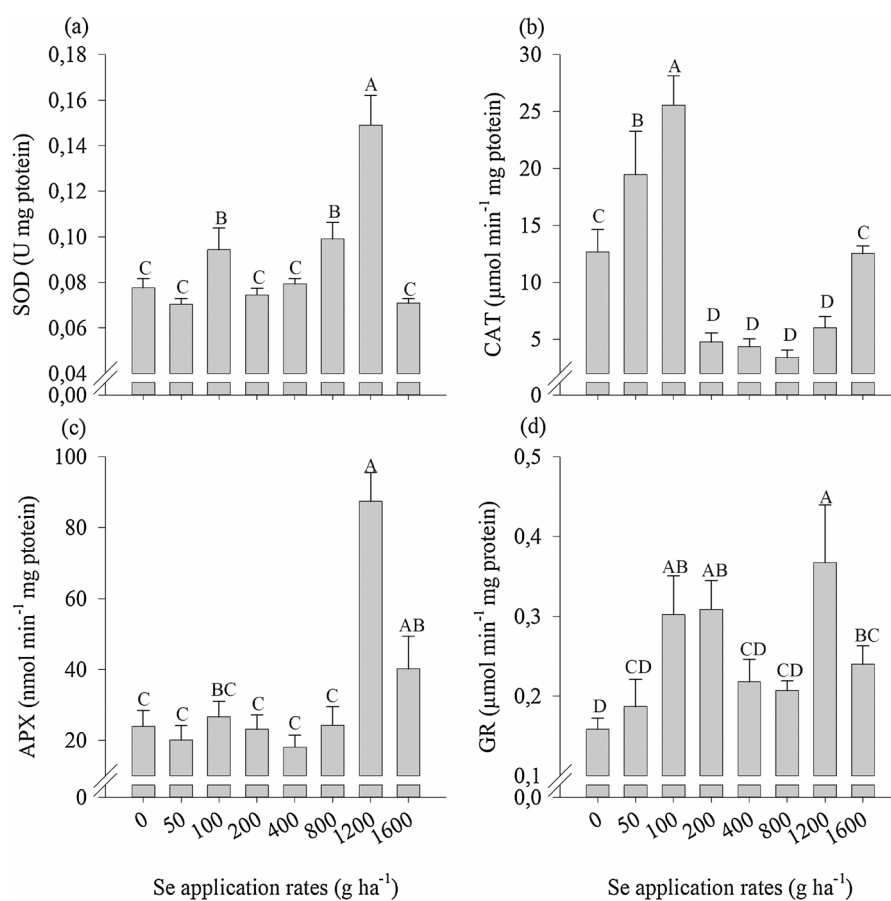 (a)
SOD (U mg ptotein)
0,18
0,16
0,14
0,12
0,10
0,08
0,06
0,04
0,00
C
C
B
C
C
B
A
C
(b)
CAT (µmol min⁻¹ mg ptotein)
30
25
20
15
10
5
0
C
B
A
D
D
D
D
C
(c)
APX (nmol min⁻¹ mg ptotein)
100
80
60
40
20
0
C
C
BC
C
C
C
A
AB
0 50 100 200 400 800 1200 1600
Se application rates (g ha⁻¹)
(d)
GR (µmol min⁻¹ mg protein)
0,5
0,4
0,3
0,2
0,1
0,0
D
CD
AB
AB
CD
CD
A
BC
0 50 100 200 400 800 1200 1600
Se application rates (g ha⁻¹)